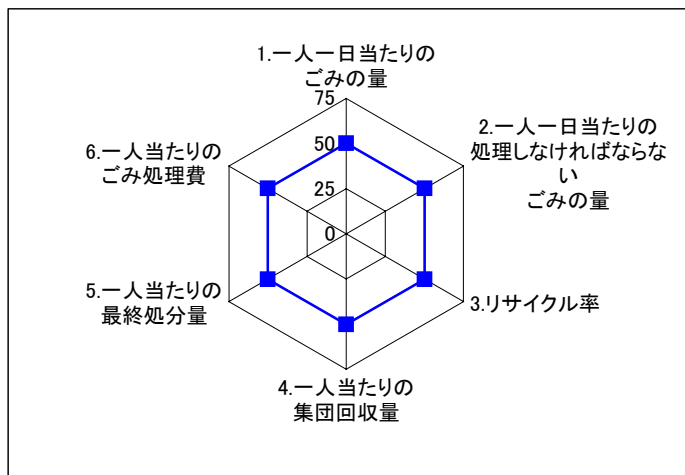 1.一人一日当たりの
ごみの量
75
50
25
0
2.一人一日当たりの
処理しなければならな
い
ごみの量
3.リサイクル率
4.一人当たりの
集団回収量
5.一人当たりの
最終処分量
6.一人当たりの
ごみ処理費